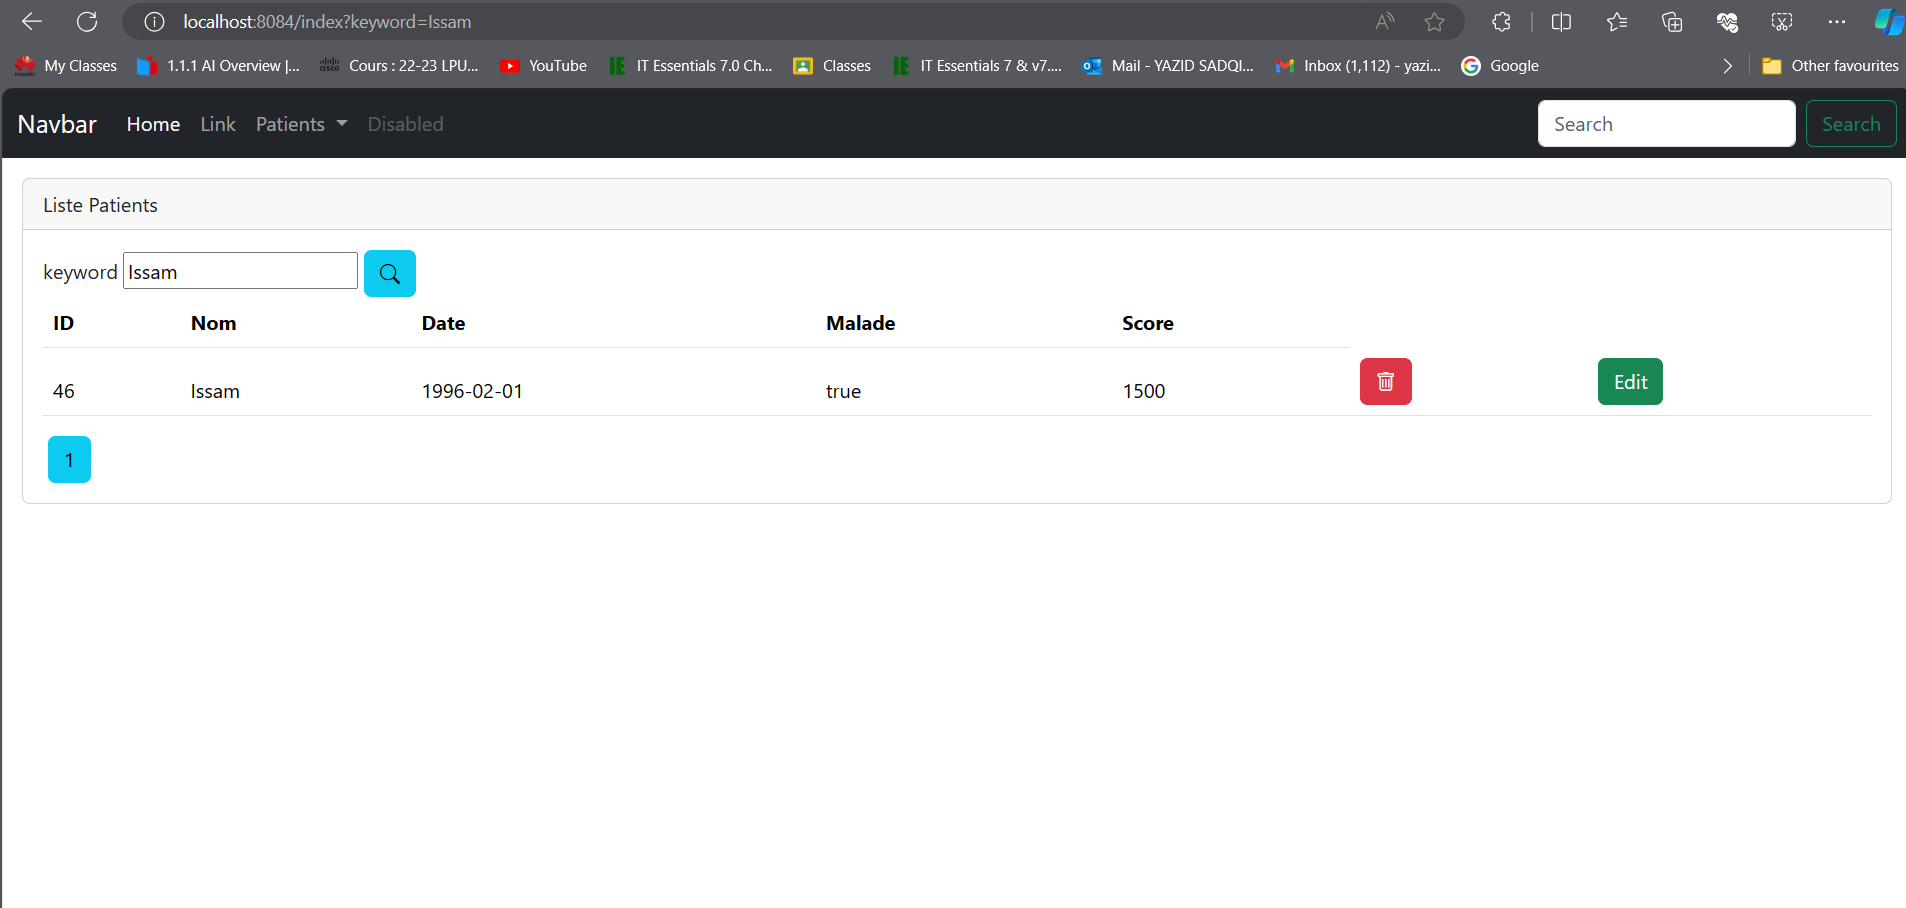 localhost:8084/index?keyword=Issam
My Classes 1.1.1 AI Overview |... Cours : 22-23 LPU... YouTube IT Essentials 7.0 Ch... Classes IT Essentials 7 & v7.... Mail - YAZID SADQI... Inbox (1,112) - yazi... Google Other favourites
Navbar Home Link Patients Disabled Search Search
Liste Patients
keyword Issam
ID Nom Date Malade Score
46 Issam 1996-02-01 true 1500 Edit
1